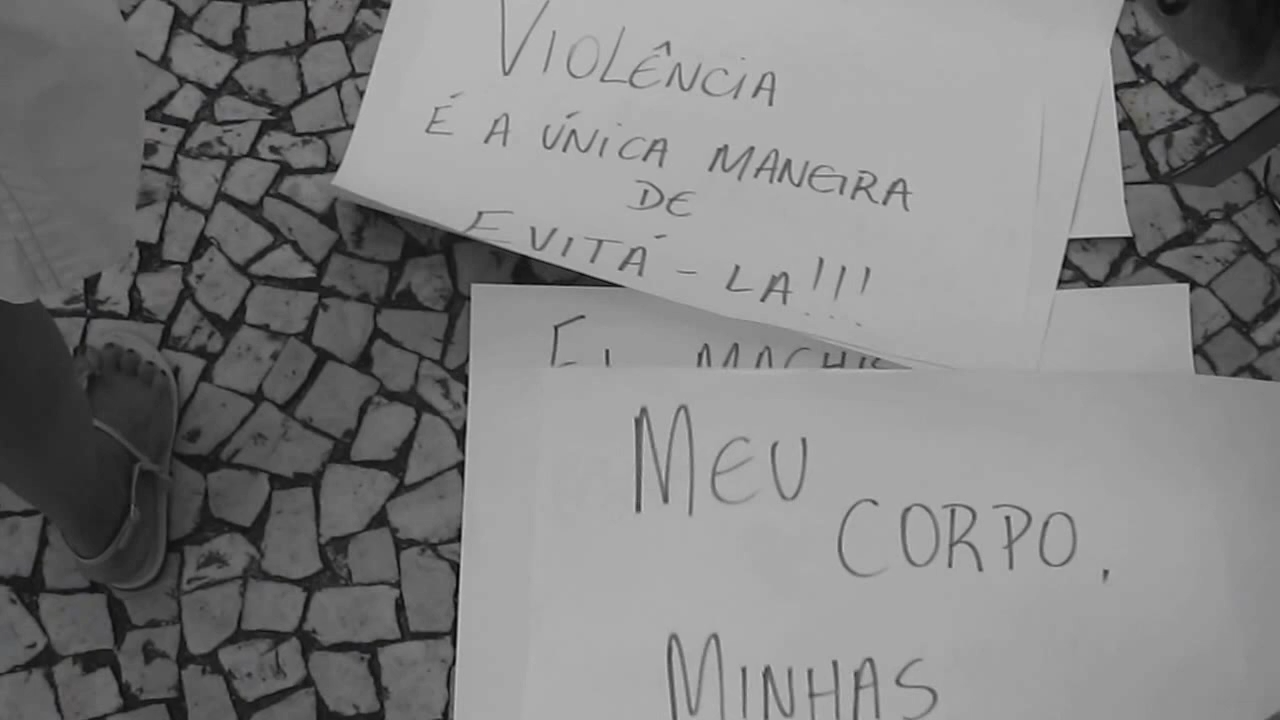 VIOLÊNCIA
É A ÚNICA MANEIRA
DE
EVITÁ-LA!!!
MEU
CORPO,
MINHAS